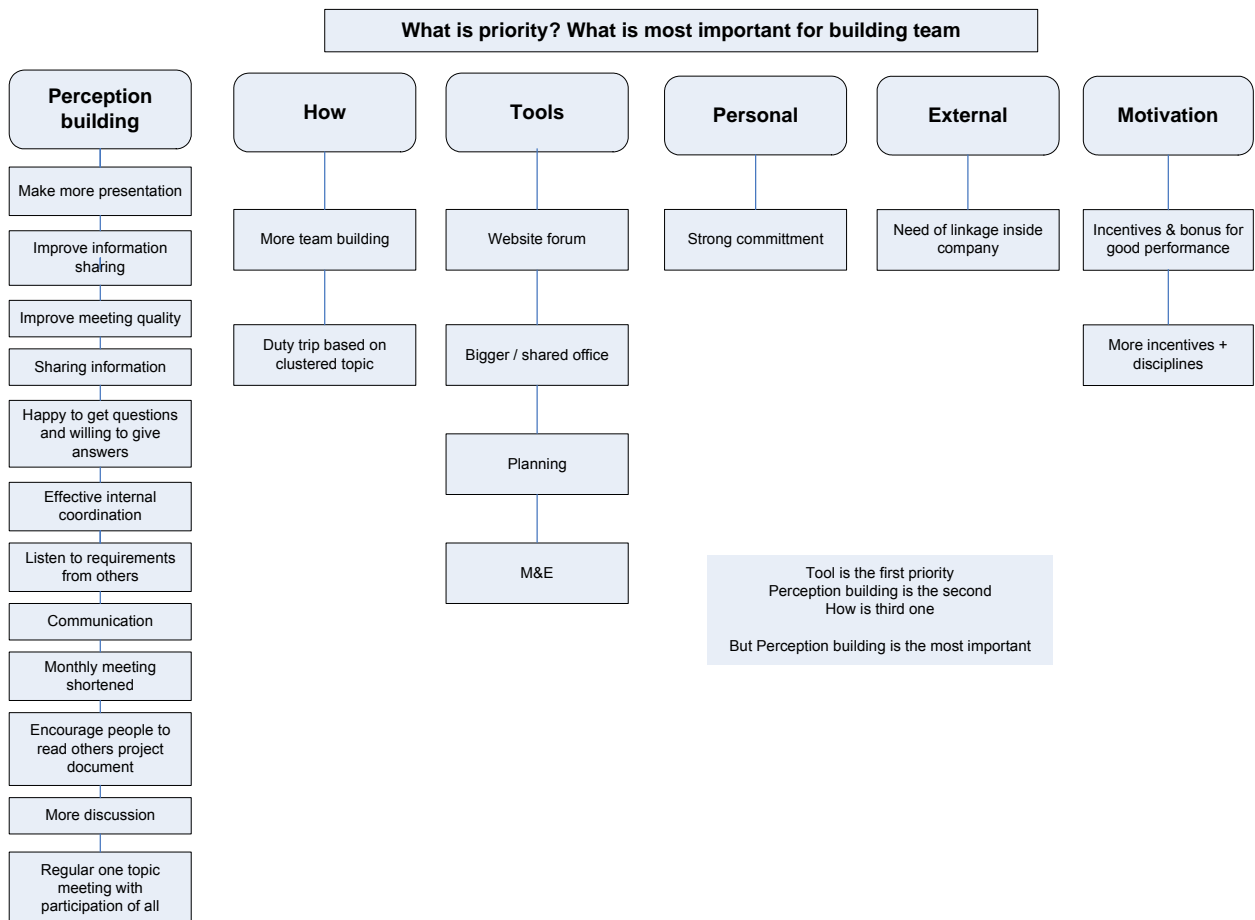 What is priority? What is most important for building team
Perception
building
Make more presentation
Improve information
sharing
Improve meeting quality
Sharing information
Happy to get questions
and willing to give
answers
Effective internal
coordination
Listen to requirements
from others
Communication
Monthly meeting
shortened
Encourage people to
read others project
document
More discussion
Regular one topic
meeting with
participation of all
How
More team building
Duty trip based on
clustered topic
Tools
Website forum
Bigger / shared office
Planning
M&E
Personal
Strong committment
External
Need of linkage inside
company
Motivation
Incentives & bonus for
good performance
More incentives +
disciplines
Tool is the first priority
Perception building is the second
How is third one
But Perception building is the most important